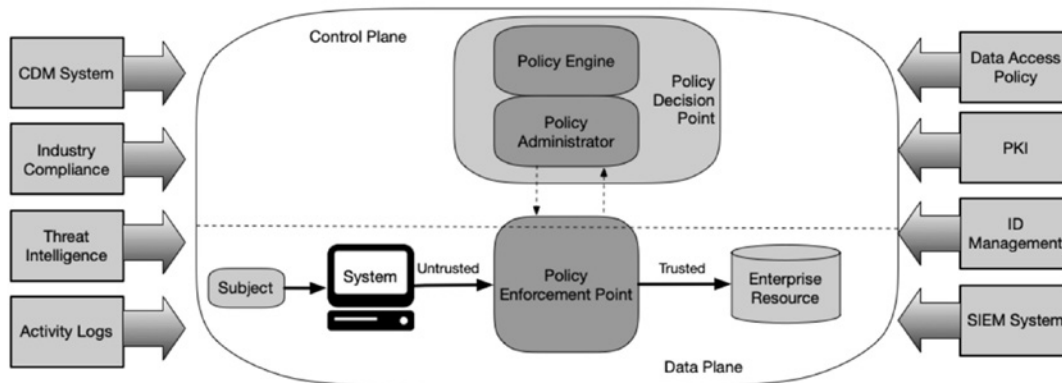 Control Plane
CDM System
Industry
Compliance
Threat
Intelligence
Activity Logs
Policy Engine
Policy
Administrator
Policy
Decision
Point
Subject
System
Untrusted
Policy
Enforcement Point
Trusted
Enterprise
Resource
Data Plane
Data Access
Policy
PKI
ID
Management
SIEM System